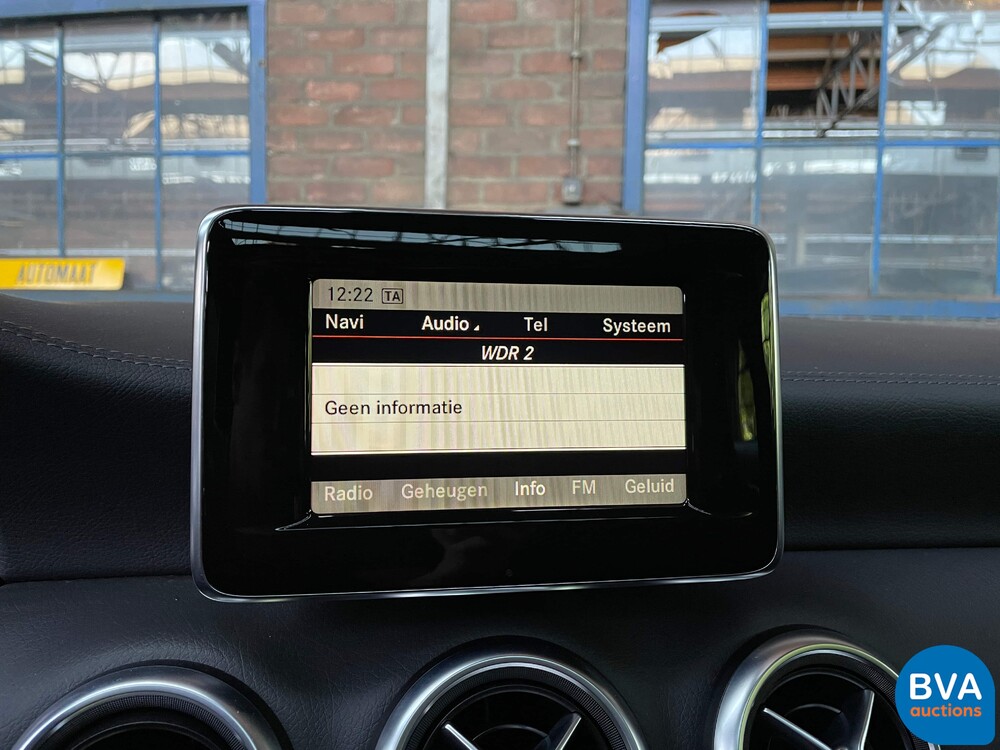 AUTOMAAT
12:22 TA
Navi Audio Tel Systeem
WDR 2
Geen informatie
Radio Geheugen Info FM Geluid
BVA
auctions